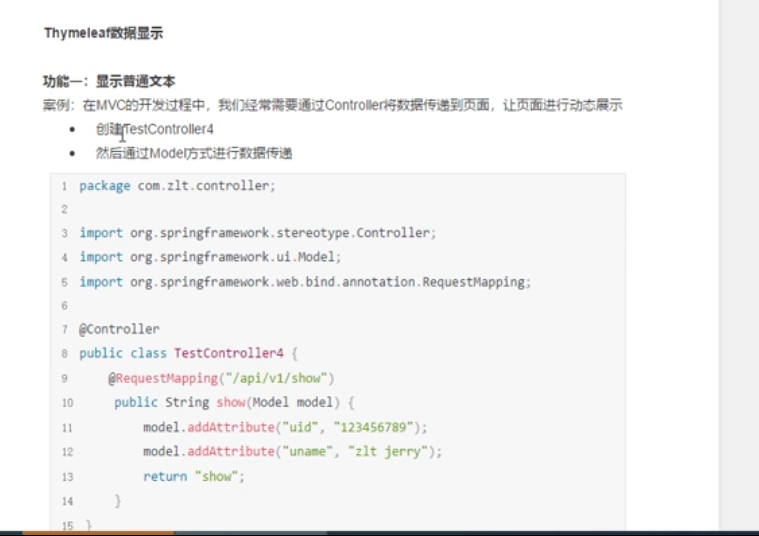 Thymeleaf数据显示
功能一：显示普通文本
案例：在MVC的开发过程中，我们经常需要通过Controller将数据传递到页面，让页面进行动态展示
• 创建TestController4
• 然后通过Model方式进行数据传递
1 package com.zlt.controller;
2
3 import org.springframework.stereotype.Controller;
4 import org.springframework.ui.Model;
5 import org.springframework.web.bind.annotation.RequestMapping;
6
7 @Controller
8 public class TestController4 {
9 @RequestMapping("/api/v1/show")
10 public String show(Model model) {
11 model.addAttribute("uid", "123456789");
12 model.addAttribute("uname", "zlt jerry");
13 return "show";
14 }
15 }